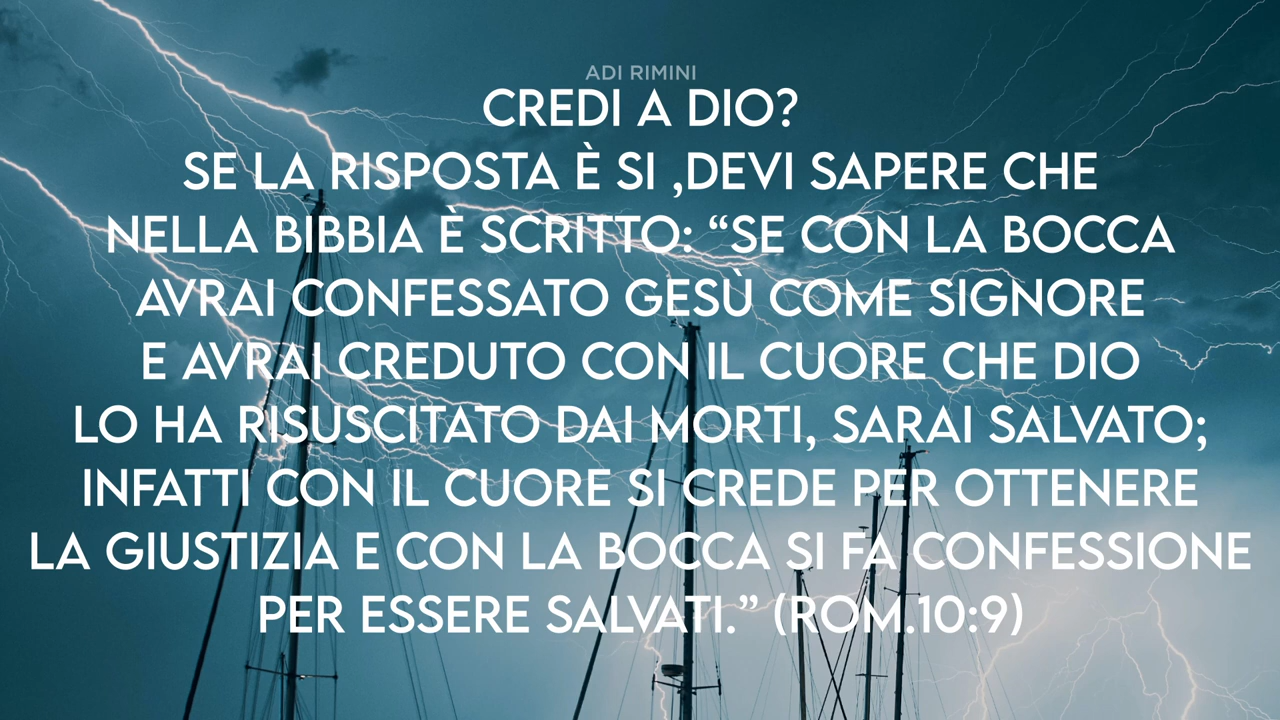 ADI RIMINI
CREDI A DIO?
SE LA RISPOSTA È SI ,DEVI SAPERE CHE
NELLA BIBBIA È SCRITTO: “SE CON LA BOCCA
AVRAI CONFESSATO GESÙ COME SIGNORE
E AVRAI CREDUTO CON IL CUORE CHE DIO
LO HA RISUSCITATO DAI MORTI, SARAI SALVATO;
INFATTI CON IL CUORE SI CREDE PER OTTENERE
LA GIUSTIZIA E CON LA BOCCA SI FA CONFESSIONE
PER ESSERE SALVATI.” (ROM.10:9)